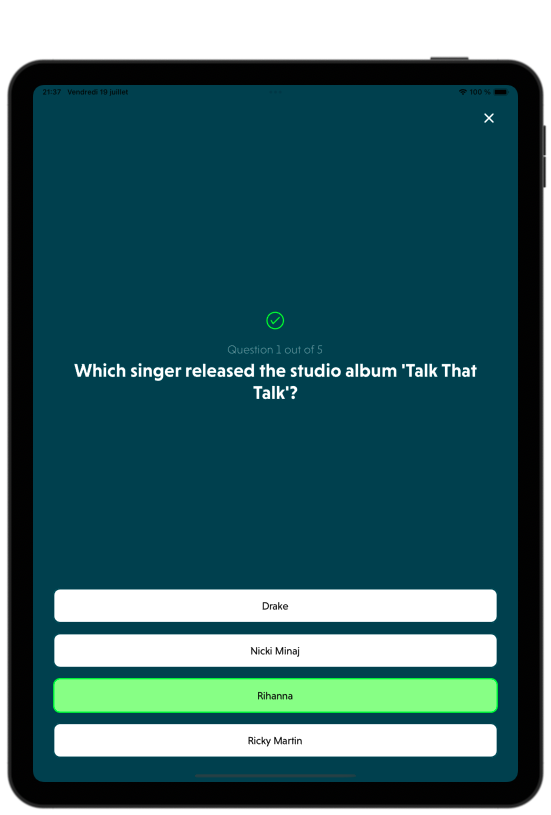 21:37 Vendredi 10 juillet 100 %
Question 1 out of 5
Which singer released the studio album 'Talk That
Talk'?
Drake
Nicki Minaj
Rihanna
Ricky Martin